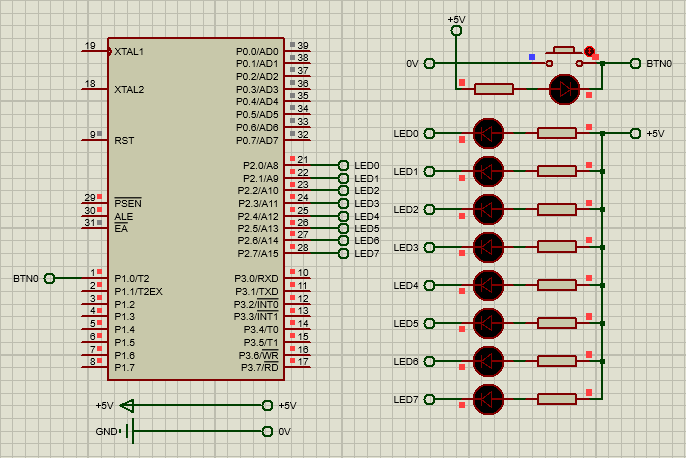 +5V
0V
BTN0
19 XTAL1
18 XTAL2
9 RST
29 PSEN
30 ALE
31 EA
1 P1.0/T2
2 P1.1/T2EX
3 P1.2
4 P1.3
5 P1.4
6 P1.5
7 P1.6
8 P1.7
BTN0
P0.0/AD0 39
P0.1/AD1 38
P0.2/AD2 37
P0.3/AD3 36
P0.4/AD4 35
P0.5/AD5 34
P0.6/AD6 33
P0.7/AD7 32
P2.0/A8 21 LED0
P2.1/A9 22 LED1
P2.2/A10 23 LED2
P2.3/A11 24 LED3
P2.4/A12 25 LED4
P2.5/A13 26 LED5
P2.6/A14 27 LED6
P2.7/A15 28 LED7
P3.0/RXD 10
P3.1/TXD 11
P3.2/INT0 12
P3.3/INT1 13
P3.4/T0 14
P3.5/T1 15
P3.6/WR 16
P3.7/RD 17
LED0 +5V
LED1
LED2
LED3
LED4
LED5
LED6
LED7
+5V +5V
GND 0V